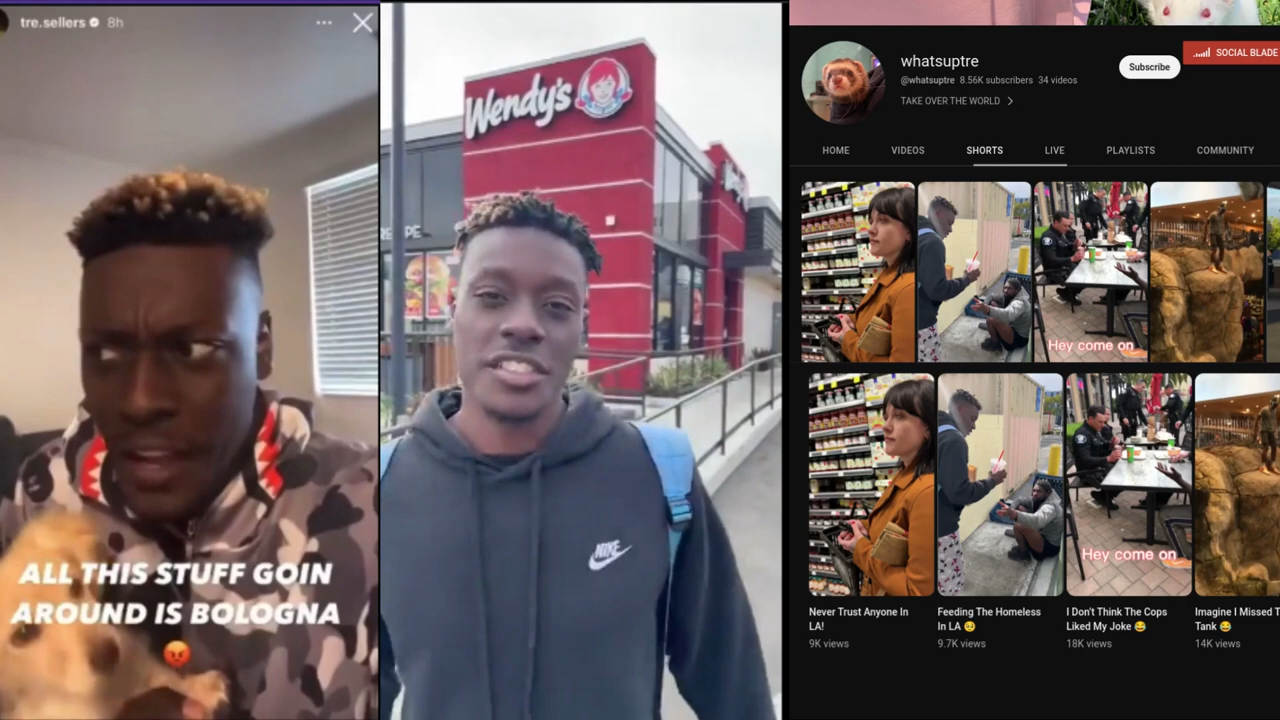 tre.sellers 8h
ALL THIS STUFF GOIN
AROUND IS BOLOGNA
Wendy's
NIKE
whatsuptre
@whatsuptre 8.56K subscribers 34 videos
TAKE OVER THE WORLD
Subscribe
SOCIAL BLADE
HOME VIDEOS SHORTS LIVE PLAYLISTS COMMUNITY
Hey come on
Hey come on
Never Trust Anyone In
LA!
9K views
Feeding The Homeless
In LA 🥺
9.7K views
I Don't Think The Cops
Liked My Joke 😂
18K views
Imagine I Missed T
Tank 😂
14K views